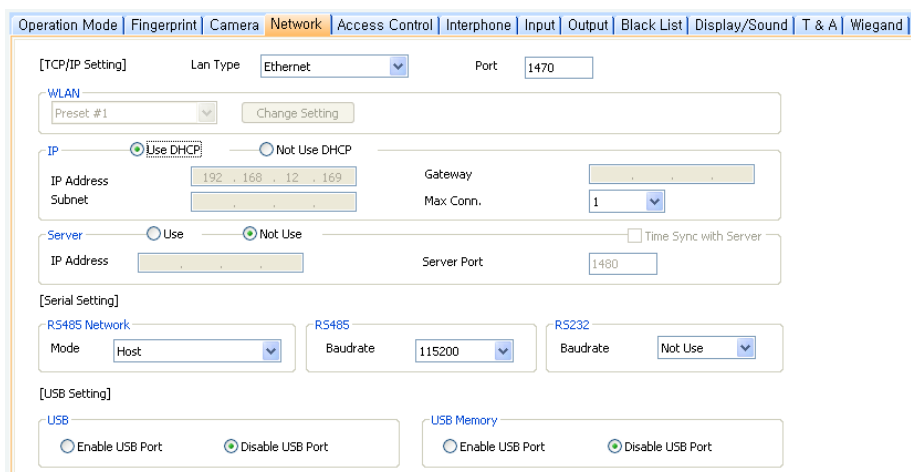 Operation Mode Fingerprint Camera Network Access Control Interphone Input Output Black List Display/Sound T & A Wiegand
[TCP/IP Setting] Lan Type Ethernet Port 1470
WLAN
Preset #1 Change Setting
IP Use DHCP Not Use DHCP
IP Address 192 . 168 . 12 . 169 Gateway . . .
Subnet . . . Max Conn. 1
Server Use Not Use Time Sync with Server
IP Address . . . Server Port 1480
[Serial Setting]
RS485 Network RS485 RS232
Mode Host Baudrate 115200 Baudrate Not Use
[USB Setting]
USB USB Memory
Enable USB Port Disable USB Port Enable USB Port Disable USB Port